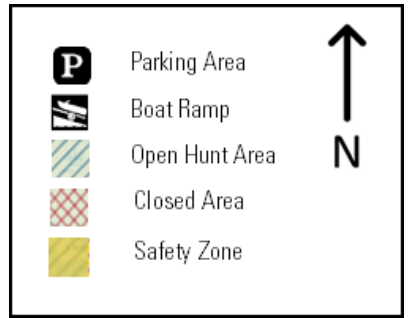 P Parking Area
Boat Ramp
Open Hunt Area
Closed Area
Safety Zone
N